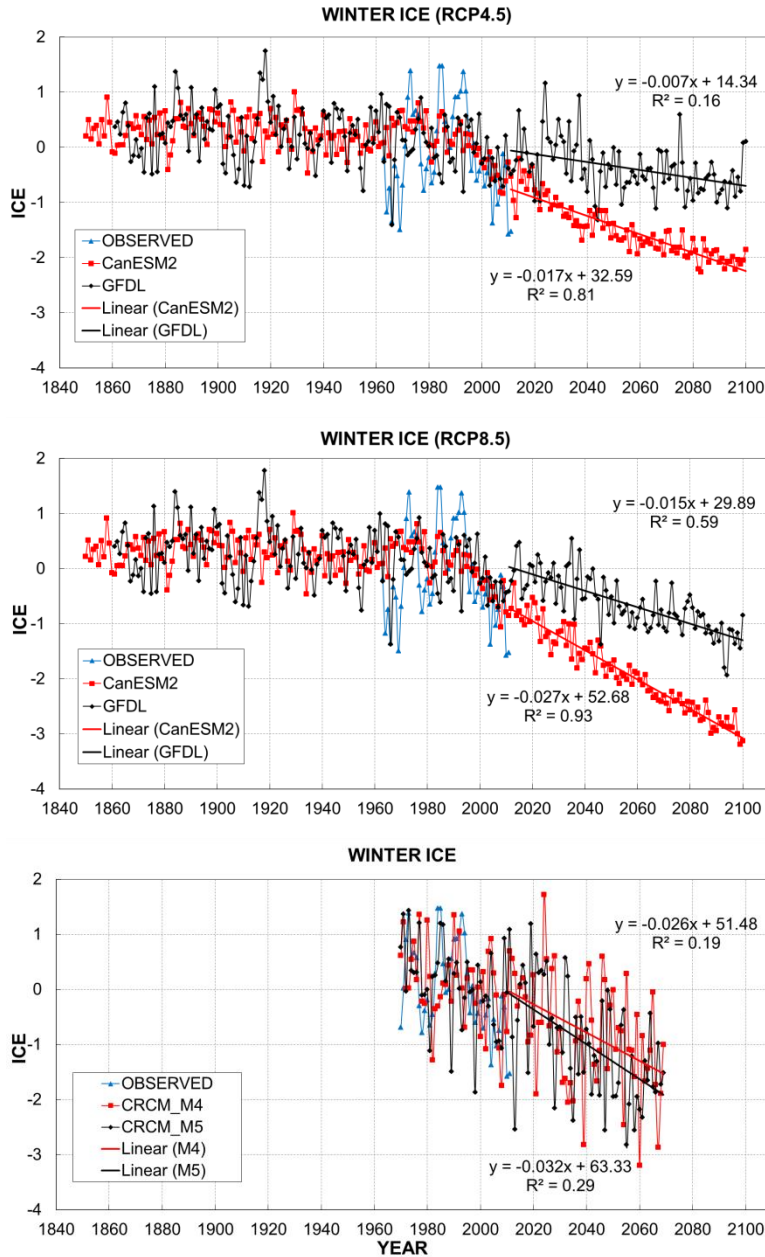 WINTER ICE (RCP4.5)
2
1
0
-1
-2
-3
-4
ICE
y = -0.007x + 14.34
R² = 0.16
y = -0.017x + 32.59
R² = 0.81
OBSERVED
CanESM2
GFDL
Linear (CanESM2)
Linear (GFDL)
1840 1860 1880 1900 1920 1940 1960 1980 2000 2020 2040 2060 2080 2100
WINTER ICE (RCP8.5)
2
1
0
-1
-2
-3
-4
ICE
y = -0.015x + 29.89
R² = 0.59
y = -0.027x + 52.68
R² = 0.93
OBSERVED
CanESM2
GFDL
Linear (CanESM2)
Linear (GFDL)
1840 1860 1880 1900 1920 1940 1960 1980 2000 2020 2040 2060 2080 2100
WINTER ICE
2
1
0
-1
-2
-3
-4
ICE
y = -0.026x + 51.48
R² = 0.19
y = -0.032x + 63.33
R² = 0.29
OBSERVED
CRCM_M4
CRCM_M5
Linear (M4)
Linear (M5)
1840 1860 1880 1900 1920 1940 1960 1980 2000 2020 2040 2060 2080 2100
YEAR